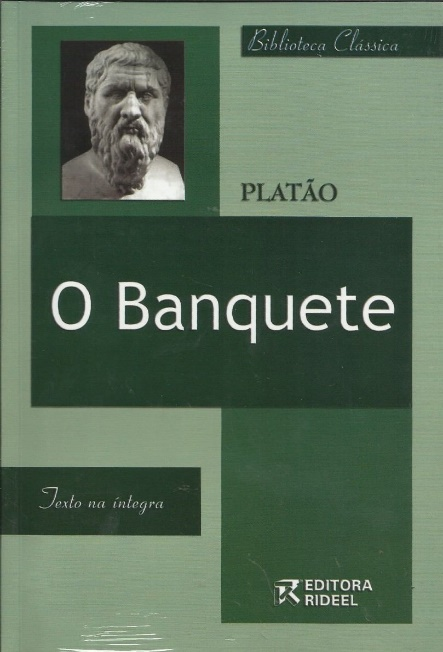 Biblioteca Clássica
PLATÃO
O Banquete
Texto na íntegra
EDITORA
RIDEEL